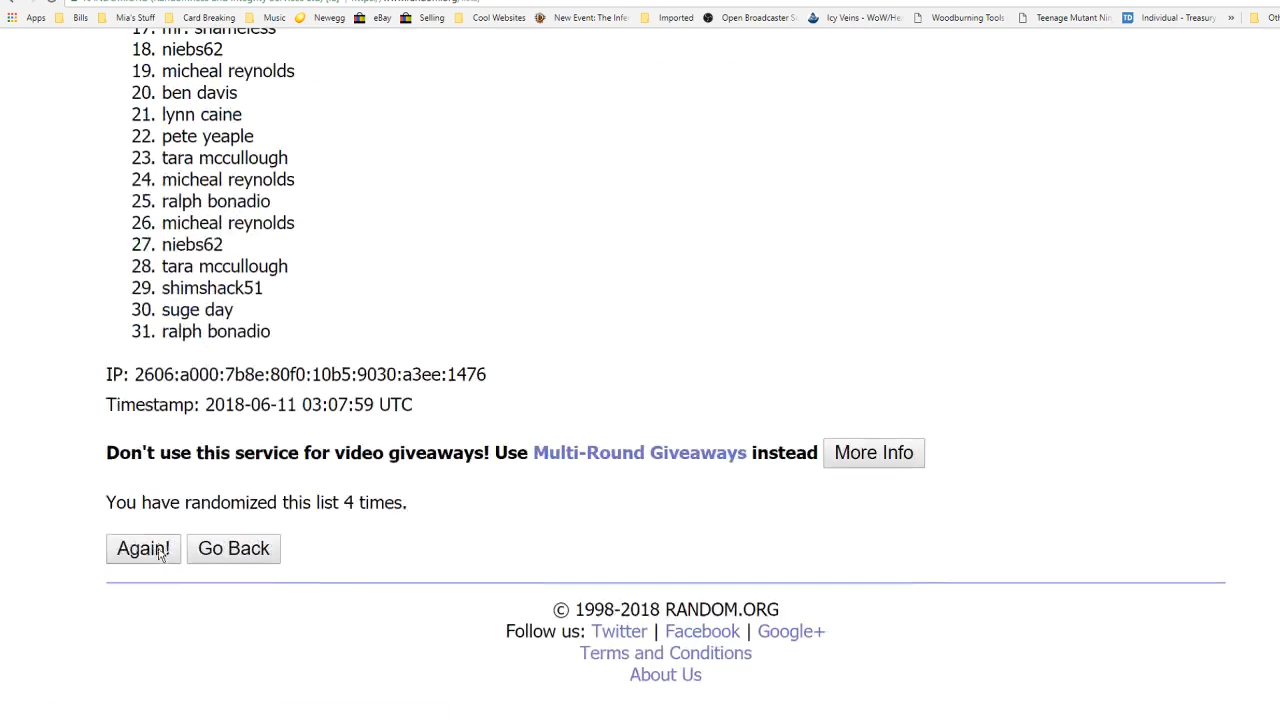 Apps Bills Mia's Stuff Card Breaking Music Newegg eBay Selling Cool Websites New Event: The Infe Imported Open Broadcaster S Icy Veins - WoW/He Woodburning Tools Teenage Mutant Nin Individual - Treasury » Ot
17. mr. shameless
18. niebs62
19. micheal reynolds
20. ben davis
21. lynn caine
22. pete yeaple
23. tara mccullough
24. micheal reynolds
25. ralph bonadio
26. micheal reynolds
27. niebs62
28. tara mccullough
29. shimshack51
30. suge day
31. ralph bonadio
IP: 2606:a000:7b8e:80f0:10b5:9030:a3ee:1476
Timestamp: 2018-06-11 03:07:59 UTC
Don't use this service for video giveaways! Use Multi-Round Giveaways instead More Info
You have randomized this list 4 times.
Again! Go Back
© 1998-2018 RANDOM.ORG
Follow us: Twitter | Facebook | Google+
Terms and Conditions
About Us